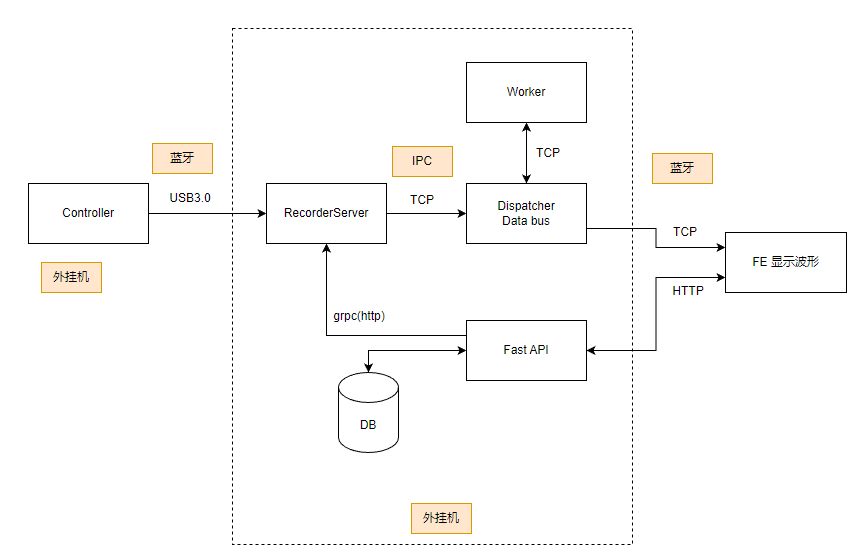 Worker
TCP
蓝牙
IPC
蓝牙
Controller
USB3.0
RecorderServer
TCP
Dispatcher
Data bus
TCP
FE 显示波形
外挂机
HTTP
grpc(http)
Fast API
DB
外挂机